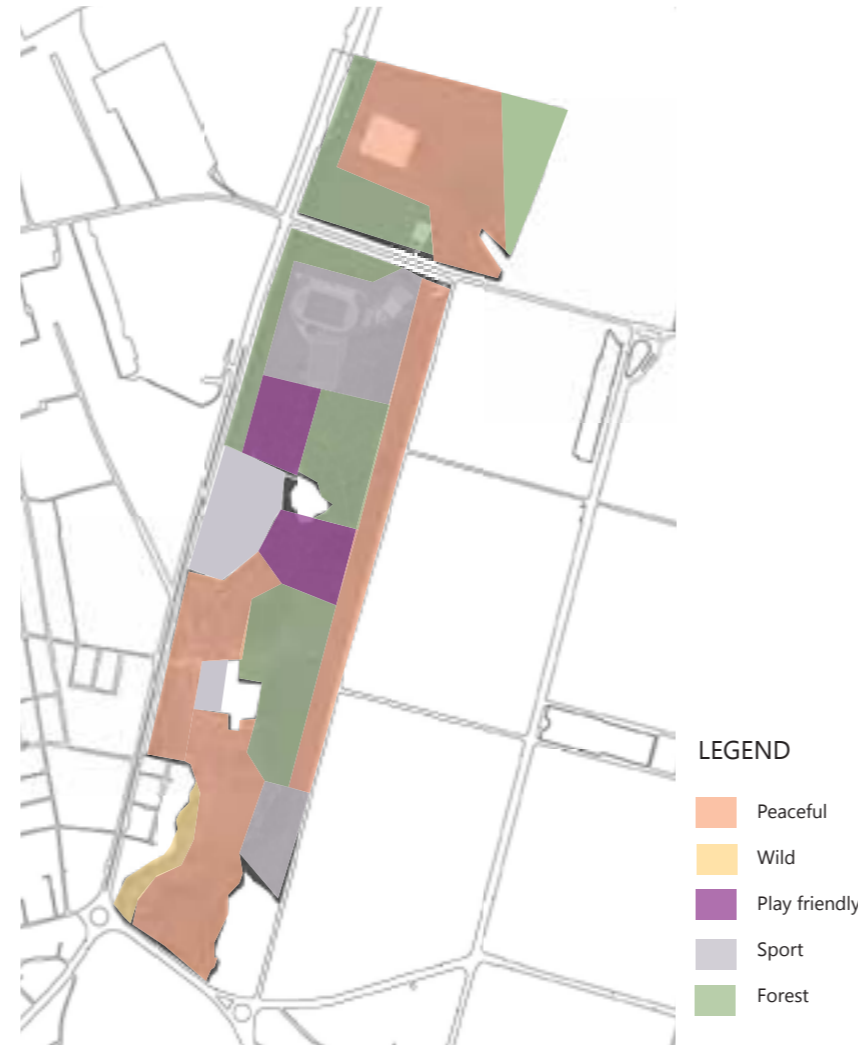 LEGEND
Peaceful
Wild
Play friendly
Sport
Forest